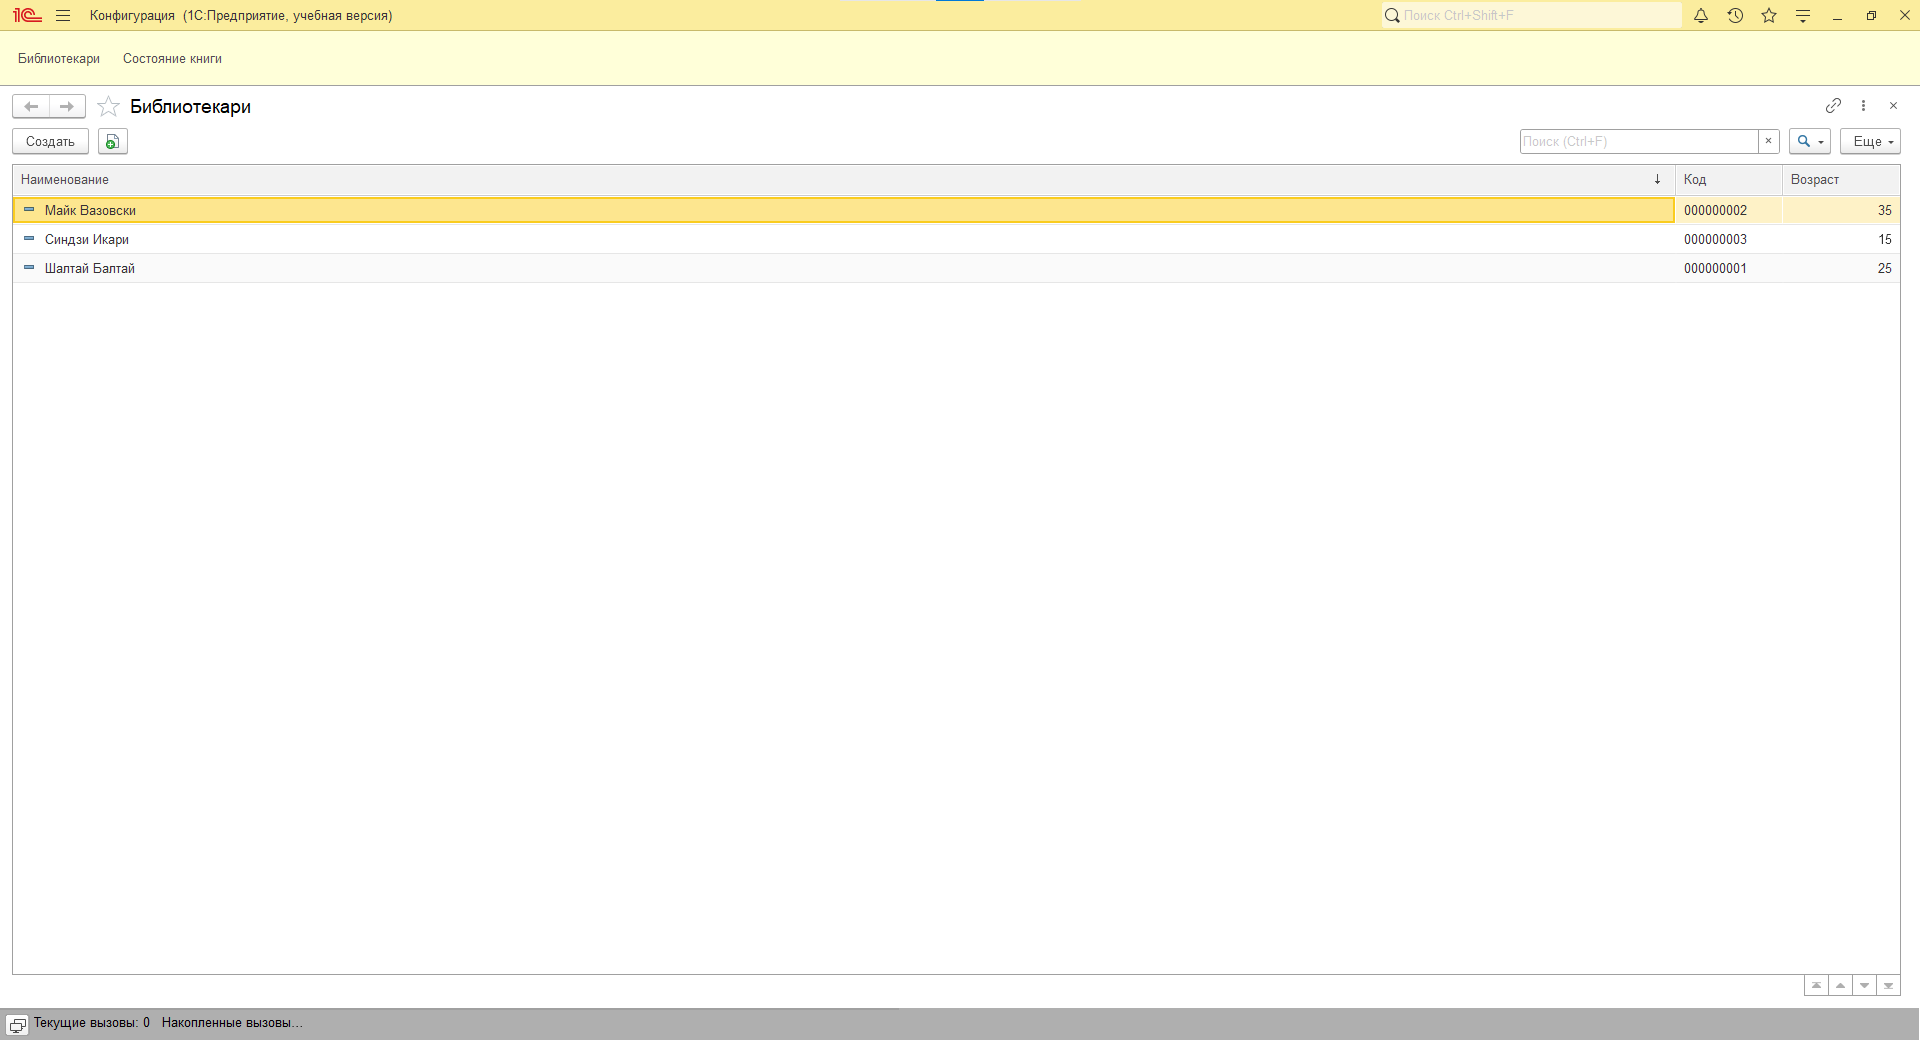 1С Конфигурация (1С:Предприятие, учебная версия) Поиск Ctrl+Shift+F
Библиотекари Состояние книги
Библиотекари
Создать Поиск (Ctrl+F) × Еще
Наименование ↓ Код Возраст
Майк Вазовски 000000002 35
Синдзи Икари 000000003 15
Шалтай Балтай 000000001 25
Текущие вызовы: 0 Накопленные вызовы...